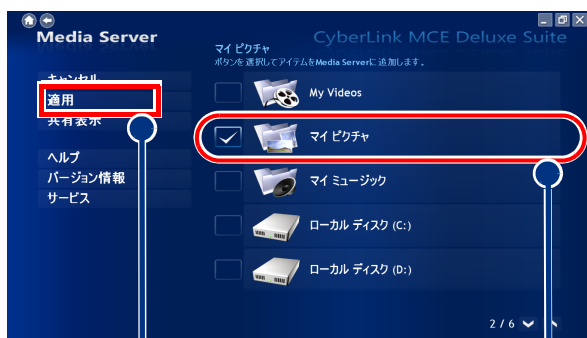 Media Server
CyberLink MCE Deluxe Suite
マイ ピクチャ
ボタンを 選択してアイテムをMedia Serverに 追加します。
キャンセル
適用
共有表示
ヘルプ
バージョン情報
サービス
My Videos
マイ ピクチャ
マイ ミュージック
ローカル ディスク (C:)
ローカル ディスク (D:)
2 / 6